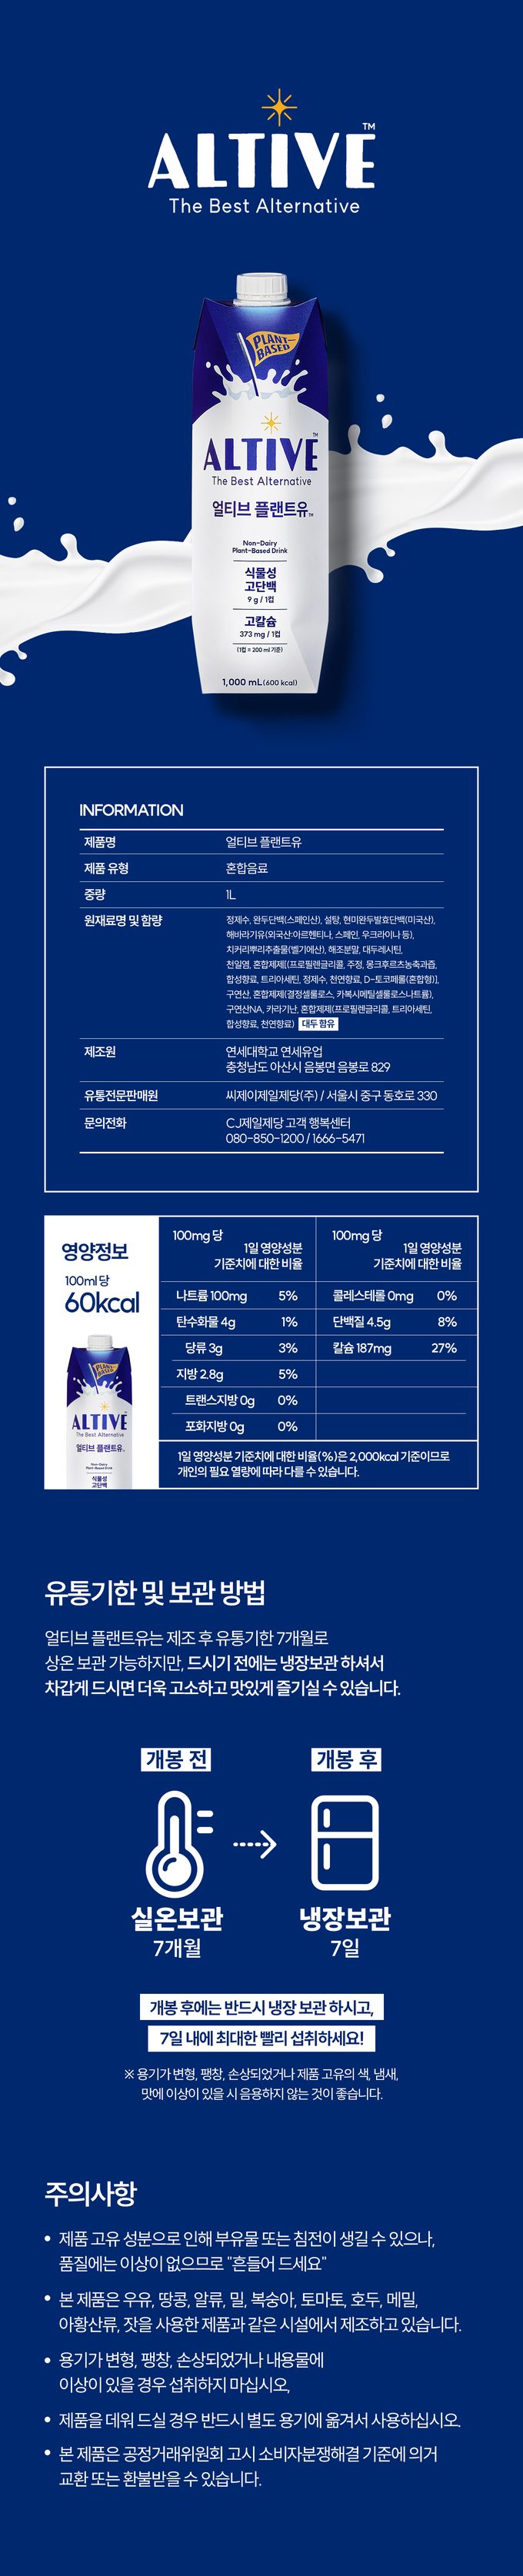 ALTIVE™
The Best Alternative
PLANT-
BASED
ALTIVE™
The Best Alternative
얼티브 플랜트유™
Non-Dairy
Plant-Based Drink
식물성
고단백
9 g / 1컵
고칼슘
373 mg / 1컵
(1컵 = 200 ml 기준)
1,000 mL(600 kcal)
INFORMATION
제품명 얼티브 플랜트유
제품 유형 혼합음료
중량 1L
원재료명 및 함량 정제수, 완두단백(스페인산), 설탕, 현미완두발효단백(미국산),
해바라기유(외국산:아르헨티나, 스페인, 우크라이나 등),
치커리뿌리추출물(벨기에산), 해조분말, 대두레시틴,
천일염, 혼합제제[(프로필렌글리콜, 주정, 몽크후르츠농축과즙,
합성향료, 트리아세틴, 정제수, 천연향료, D-토코페롤(혼합형)],
구연산, 혼합제제(결정셀룰로스, 카복시메틸셀룰로스나트륨),
구연산NA, 카라기난, 혼합제제(프로필렌글리콜, 트리아세틴,
합성향료, 천연향료) 대두 함유
제조원 연세대학교 연세유업
충청남도 아산시 음봉면 음봉로 829
유통전문판매원 씨제이제일제당(주) / 서울시 중구 동호로 330
문의전화 CJ제일제당 고객 행복센터
080-850-1200 / 1666-5471
영양정보
100ml 당
60kcal
PLANT-
BASED
ALTIVE
The Best Alternative
얼티브 플랜트유™
Non-Dairy
Plant-Based Drink
식물성
고단백
100mg 당
1일 영양성분
기준치에 대한 비율
나트륨 100mg 5%
탄수화물 4g 1%
당류 3g 3%
지방 2.8g 5%
트랜스지방 0g 0%
포화지방 0g 0%
100mg 당
1일 영양성분
기준치에 대한 비율
콜레스테롤 0mg 0%
단백질 4.5g 8%
칼슘 187mg 27%
1일 영양성분 기준치에 대한 비율(%)은 2,000kcal 기준이므로
개인의 필요 열량에 따라 다를 수 있습니다.
유통기한 및 보관 방법
얼티브 플랜트유는 제조 후 유통기한 7개월로
상온 보관 가능하지만, 드시기 전에는 냉장보관 하셔서
차갑게 드시면 더욱 고소하고 맛있게 즐기실 수 있습니다.
개봉 전
개봉 후
실온보관
7개월
냉장보관
7일
개봉 후에는 반드시 냉장 보관 하시고,
7일 내에 최대한 빨리 섭취하세요!
※ 용기가 변형, 팽창, 손상되었거나 제품 고유의 색, 냄새,
맛에 이상이 있을 시 음용하지 않는 것이 좋습니다.
주의사항
• 제품 고유 성분으로 인해 부유물 또는 침전이 생길 수 있으나,
품질에는 이상이 없으므로 "흔들어 드세요"
• 본 제품은 우유, 땅콩, 알류, 밀, 복숭아, 토마토, 호두, 메밀,
아황산류, 잣을 사용한 제품과 같은 시설에서 제조하고 있습니다.
• 용기가 변형, 팽창, 손상되었거나 내용물에
이상이 있을 경우 섭취하지 마십시오,
• 제품을 데워 드실 경우 반드시 별도 용기에 옮겨서 사용하십시오.
• 본 제품은 공정거래위원회 고시 소비자분쟁해결 기준에 의거
교환 또는 환불받을 수 있습니다.